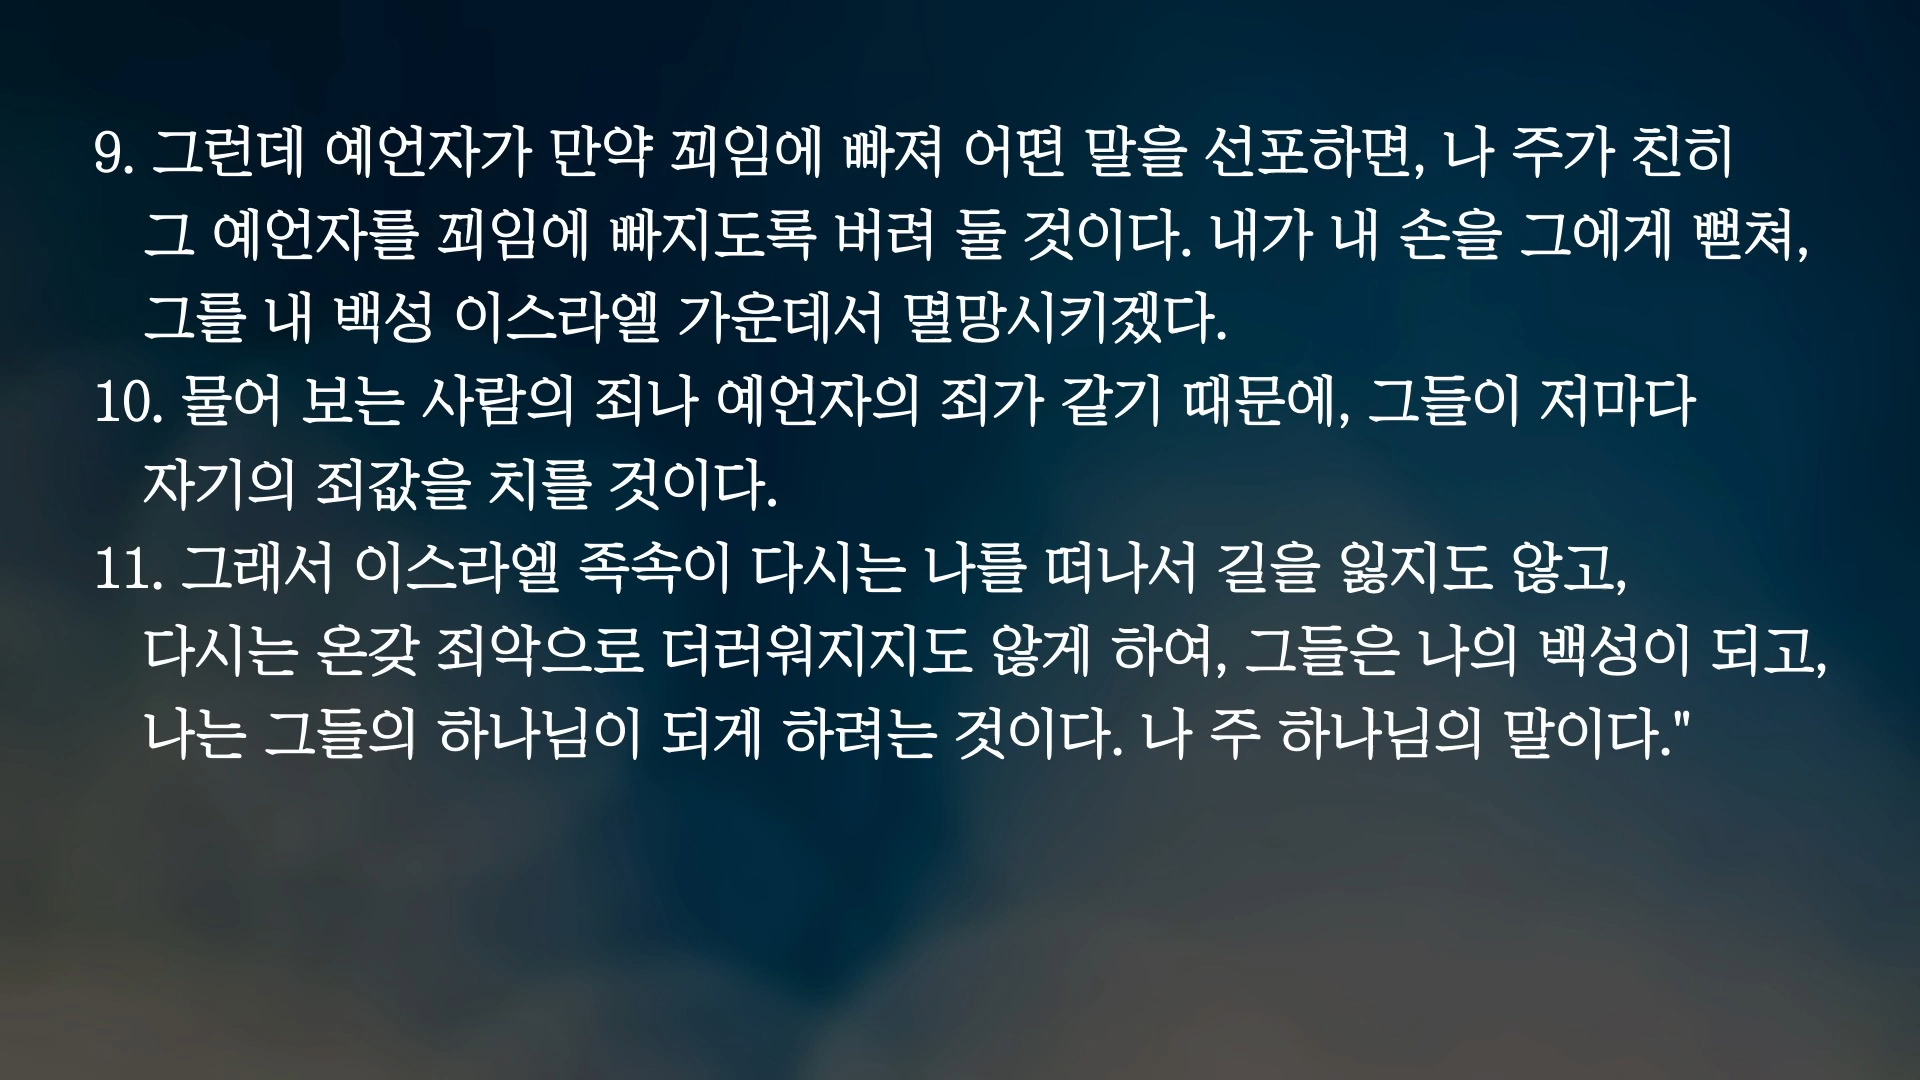 9. 그런데 예언자가 만약 꾀임에 빠져 어떤 말을 선포하면, 나 주가 친히
그 예언자를 꾀임에 빠지도록 버려 둘 것이다. 내가 내 손을 그에게 뻗쳐,
그를 내 백성 이스라엘 가운데서 멸망시키겠다.
10. 물어 보는 사람의 죄나 예언자의 죄가 같기 때문에, 그들이 저마다
자기의 죄값을 치를 것이다.
11. 그래서 이스라엘 족속이 다시는 나를 떠나서 길을 잃지도 않고,
다시는 온갖 죄악으로 더러워지지도 않게 하여, 그들은 나의 백성이 되고,
나는 그들의 하나님이 되게 하려는 것이다. 나 주 하나님의 말이다."